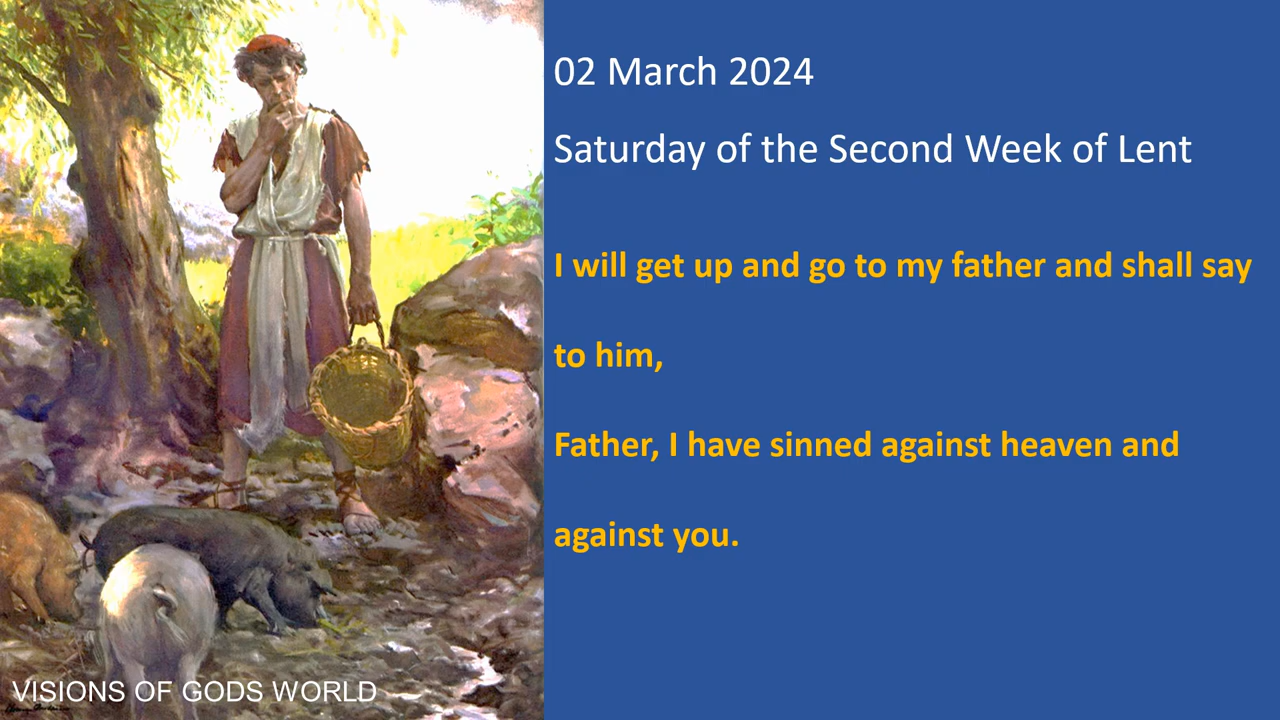 02 March 2024
Saturday of the Second Week of Lent
I will get up and go to my father and shall say
to him,
Father, I have sinned against heaven and
against you.
VISIONS OF GODS WORLD